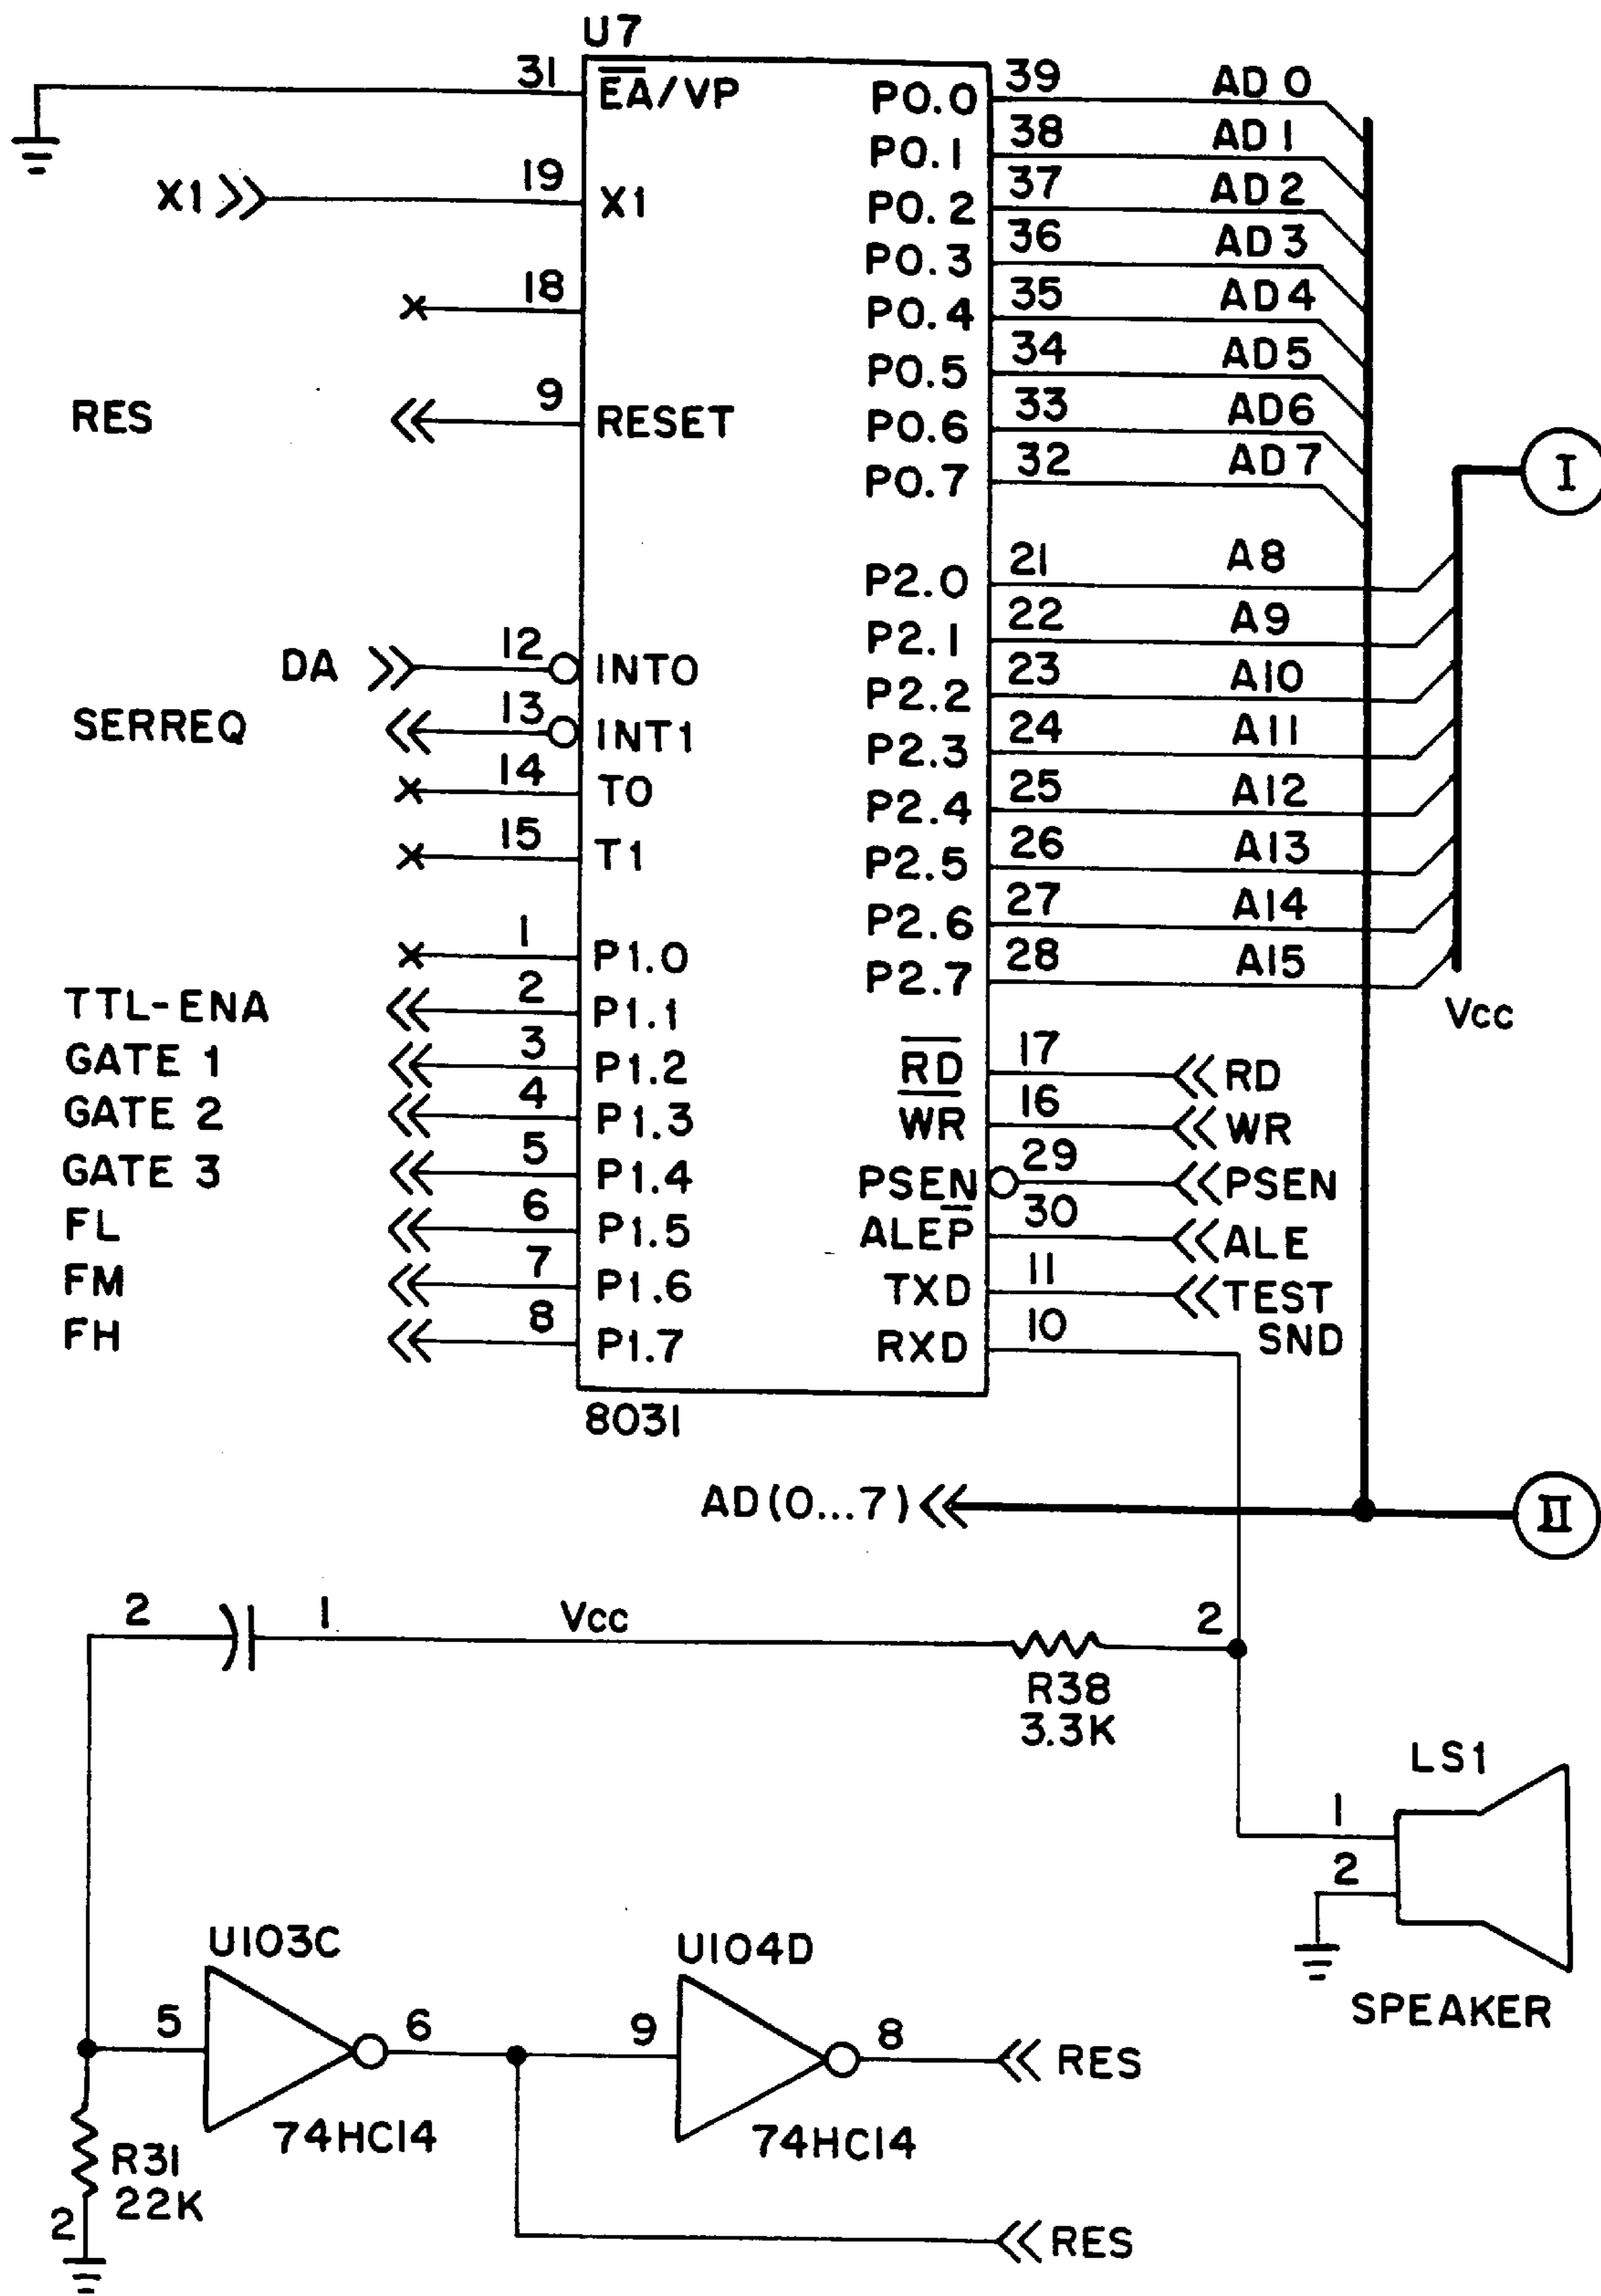 U7
31 EA/VP P0.0 39 AD 0
P0.1 38 AD 1
X1 19 X1 P0.2 37 AD 2
P0.3 36 AD 3
18 P0.4 35 AD 4
P0.5 34 AD 5
RES 9 RESET P0.6 33 AD6
P0.7 32 AD 7
I
P2.0 21 A8
P2.1 22 A9
DA 12 INT0 P2.2 23 A10
SERREQ 13 INT1 P2.3 24 A11
14 T0 P2.4 25 A12
15 T1 P2.5 26 A13
P2.6 27 A14
1 P1.0 P2.7 28 A15
TTL-ENA 2 P1.1 Vcc
GATE 1 3 P1.2 RD 17 RD
GATE 2 4 P1.3 WR 16 WR
GATE 3 5 P1.4 PSEN 29 PSEN
FL 6 P1.5 ALEP 30 ALE
FM 7 P1.6 TXD 11 TEST
FH 8 P1.7 RXD 10 SND
8031
AD(0...7) II
2 1 Vcc 2
R38
3.3K
LS1
1
2
SPEAKER
U103C U104D
5 6 9 8 RES
74HC14 74HC14
R31
22K
2 RES